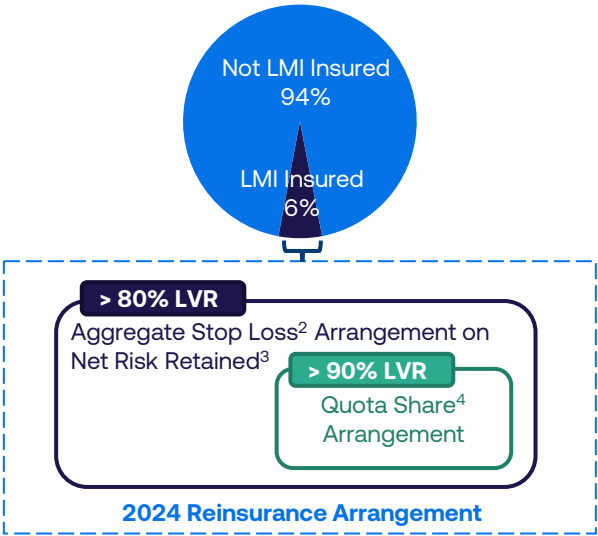 Not LMI Insured
94%
LMI Insured
6%
> 80% LVR
Aggregate Stop Loss² Arrangement on
Net Risk Retained³
> 90% LVR
Quota Share⁴
Arrangement
2024 Reinsurance Arrangement